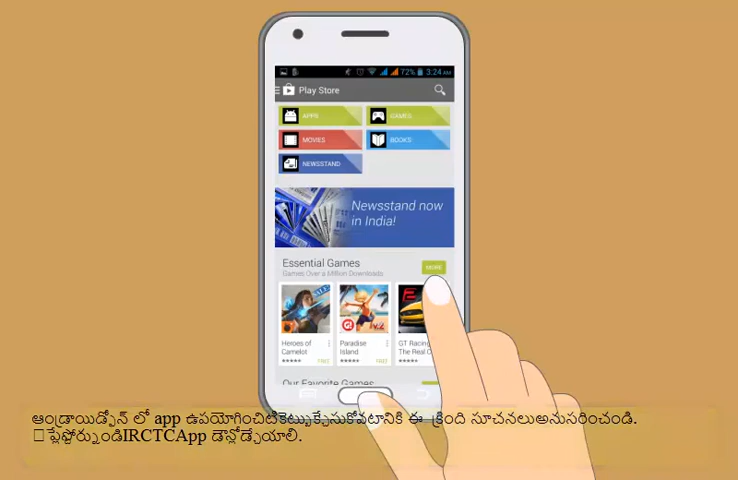 72% 3:24 AM
Play Store
APPS GAMES
MOVIES BOOKS
NEWSSTAND
Newsstand now
in India!
Essential Games
Games Over a Million Downloads
MORE
Heroes of Camelot
FREE
Paradise Island
FREE
GT Racing
The Real C
Our Favorite Games
ఆండ్రాయిడ్ఫోన్ లో app ఉపయోగించిటికెట్బుక్చేసుకోవటానికి ఈ క్రింది సూచనలుఅనుసరించండి.
ప్లేస్టోర్నుండిIRCTCApp డౌన్లోడ్చేయాలి.